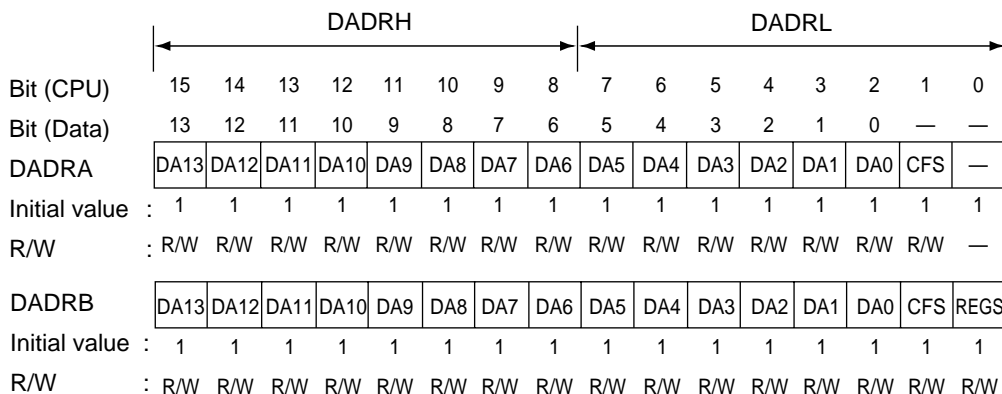 DADRH DADRL
Bit (CPU) 15 14 13 12 11 10 9 8 7 6 5 4 3 2 1 0
Bit (Data) 13 12 11 10 9 8 7 6 5 4 3 2 1 0 — —
DADRA DA13 DA12 DA11 DA10 DA9 DA8 DA7 DA6 DA5 DA4 DA3 DA2 DA1 DA0 CFS —
Initial value : 1 1 1 1 1 1 1 1 1 1 1 1 1 1 1 1
R/W : R/W R/W R/W R/W R/W R/W R/W R/W R/W R/W R/W R/W R/W R/W R/W —
DADRB DA13 DA12 DA11 DA10 DA9 DA8 DA7 DA6 DA5 DA4 DA3 DA2 DA1 DA0 CFS REGS
Initial value : 1 1 1 1 1 1 1 1 1 1 1 1 1 1 1 1
R/W : R/W R/W R/W R/W R/W R/W R/W R/W R/W R/W R/W R/W R/W R/W R/W R/W